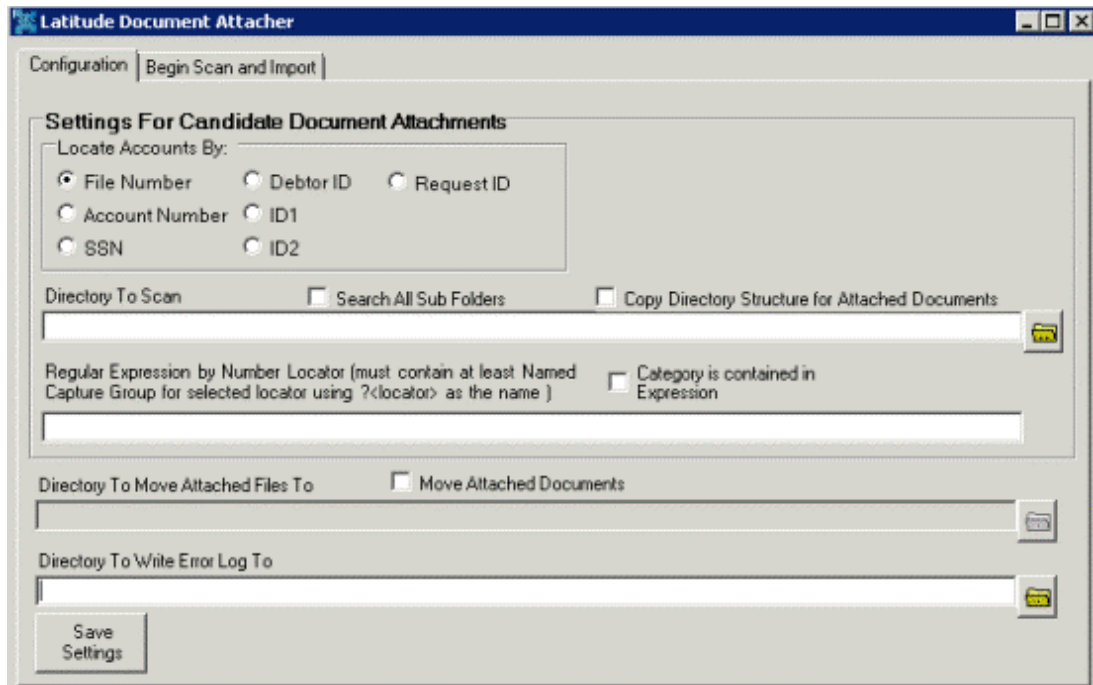 Latitude Document Attacher
Configuration Begin Scan and Import
Settings For Candidate Document Attachments
Locate Accounts By:
File Number Debtor ID Request ID
Account Number ID1
SSN ID2
Directory To Scan Search All Sub Folders Copy Directory Structure for Attached Documents
Regular Expression by Number Locator (must contain at least Named
Capture Group for selected locator using ?<locator> as the name )
Category is contained in
Expression
Directory To Move Attached Files To Move Attached Documents
Directory To Write Error Log To
Save
Settings